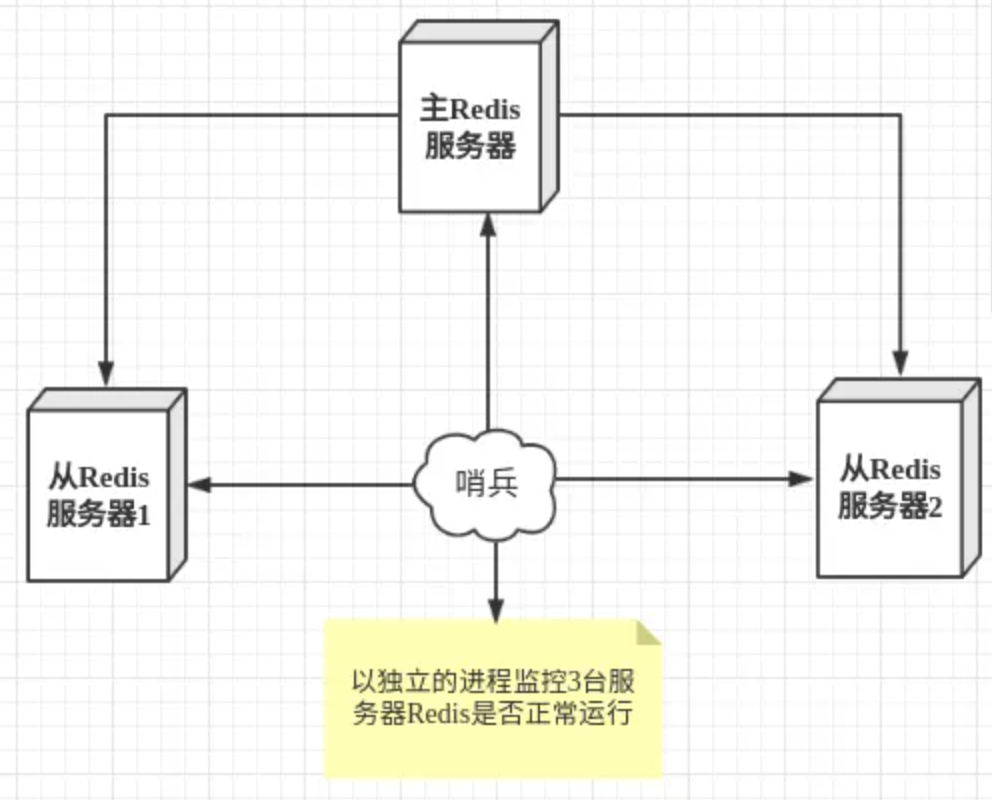 主Redis
服务器
从Redis
服务器1
哨兵
从Redis
服务器2
以独立的进程监控3台服
务器Redis是否正常运行